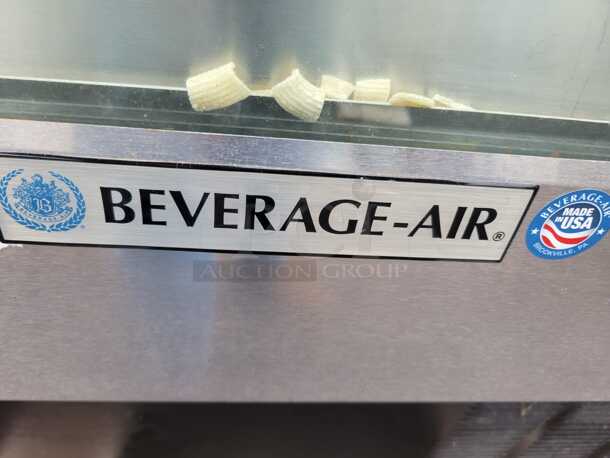 B
BEVERAGE-AIR®
BEVERAGE-AIR
MADE
IN USA
BROOKVILLE, PA
AUCTION GROUP